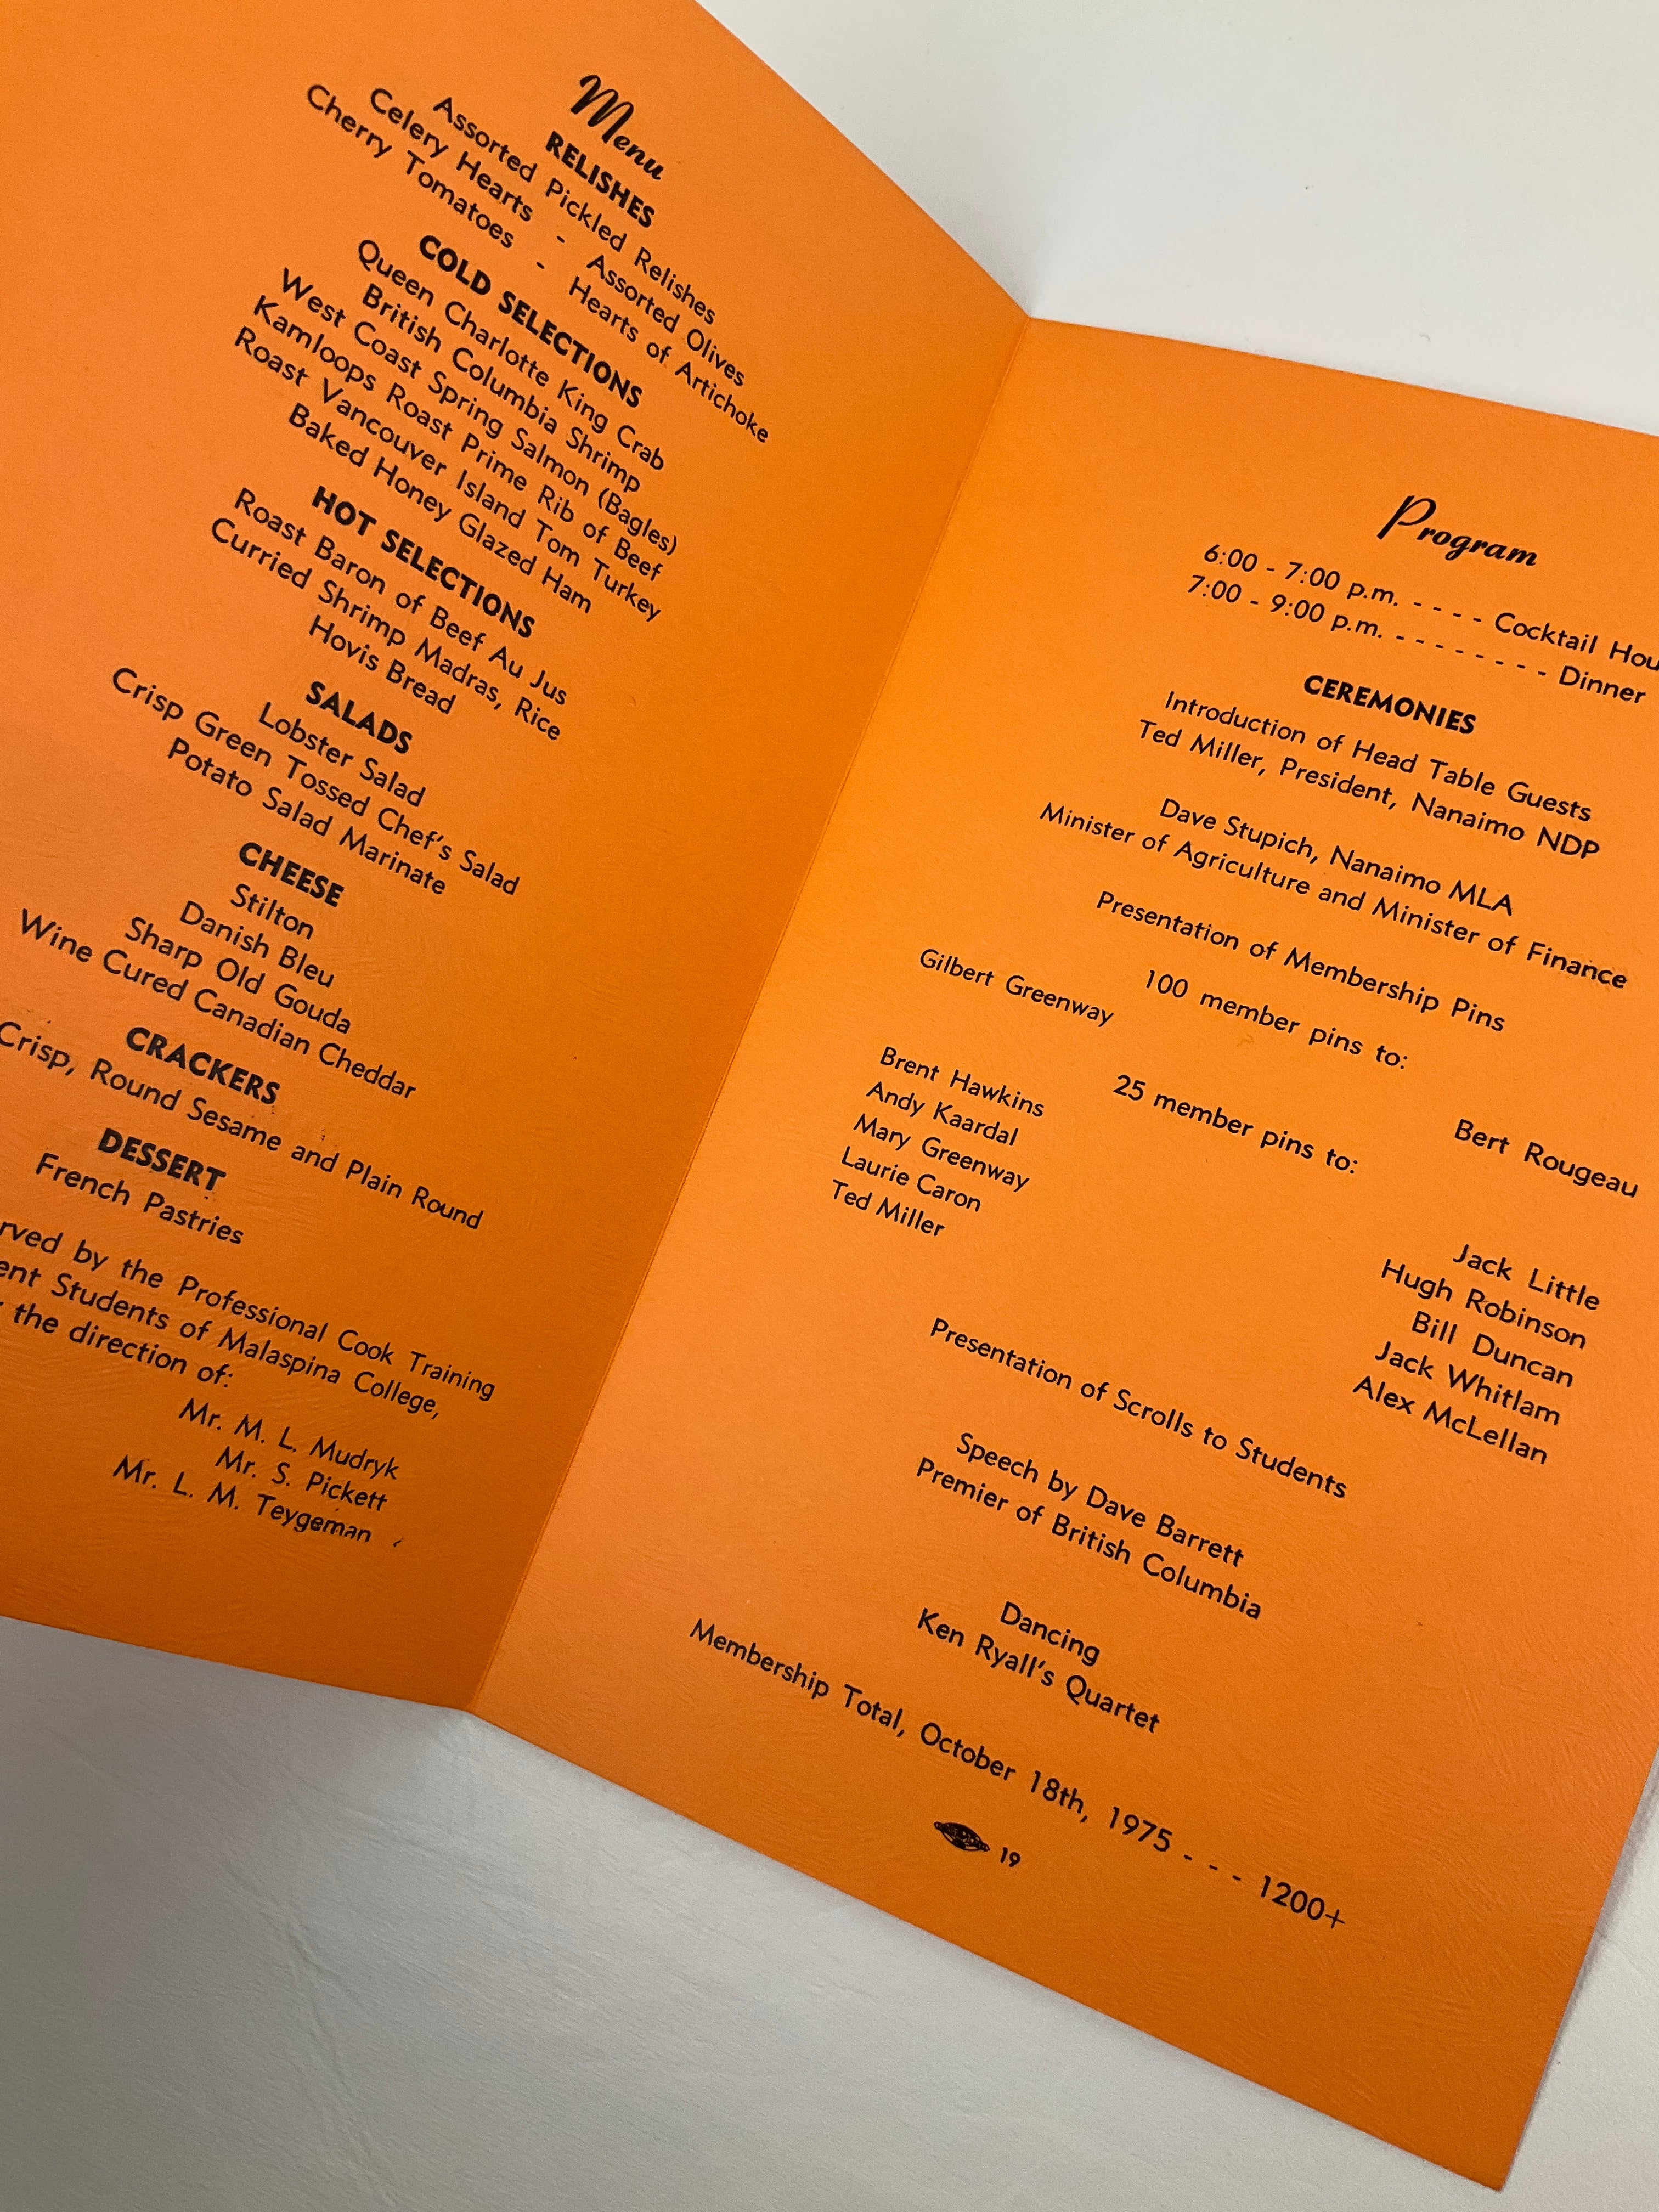 Menu
RELISHES
Assorted Pickled Relishes
Celery Hearts - Assorted Olives
Cherry Tomatoes - Hearts of Artichoke
COLD SELECTIONS
Queen Charlotte King Crab
British Columbia Shrimp
West Coast Spring Salmon (Bagles)
Kamloops Roast Prime Rib of Beef
Roast Vancouver Island Tom Turkey
Baked Honey Glazed Ham
HOT SELECTIONS
Roast Baron of Beef Au Jus
Curried Shrimp Madras, Rice
Hovis Bread
SALADS
Lobster Salad
Crisp Green Tossed Chef's Salad
Potato Salad Marinate
CHEESE
Stilton
Danish Bleu
Sharp Old Gouda
Wine Cured Canadian Cheddar
CRACKERS
Crisp, Round Sesame and Plain Round
DESSERT
French Pastries
rved by the Professional Cook Training
ent Students of Malaspina College,
the direction of:
Mr. M. L. Mudryk
Mr. S. Pickett
Mr. L. M. Teygeman
Program
6:00 - 7:00 p.m. - - - - Cocktail Hou
7:00 - 9:00 p.m. - - - - - - - - Dinner
CEREMONIES
Introduction of Head Table Guests
Ted Miller, President, Nanaimo NDP
Dave Stupich, Nanaimo MLA
Minister of Agriculture and Minister of Finance
Presentation of Membership Pins
100 member pins to:
Gilbert Greenway Bert Rougeau
25 member pins to:
Brent Hawkins Jack Little
Andy Kaardal Hugh Robinson
Mary Greenway Bill Duncan
Laurie Caron Jack Whitlam
Ted Miller Alex McLellan
Presentation of Scrolls to Students
Speech by Dave Barrett
Premier of British Columbia
Dancing
Ken Ryall's Quartet
Membership Total, October 18th, 1975 - - - 1200+
19